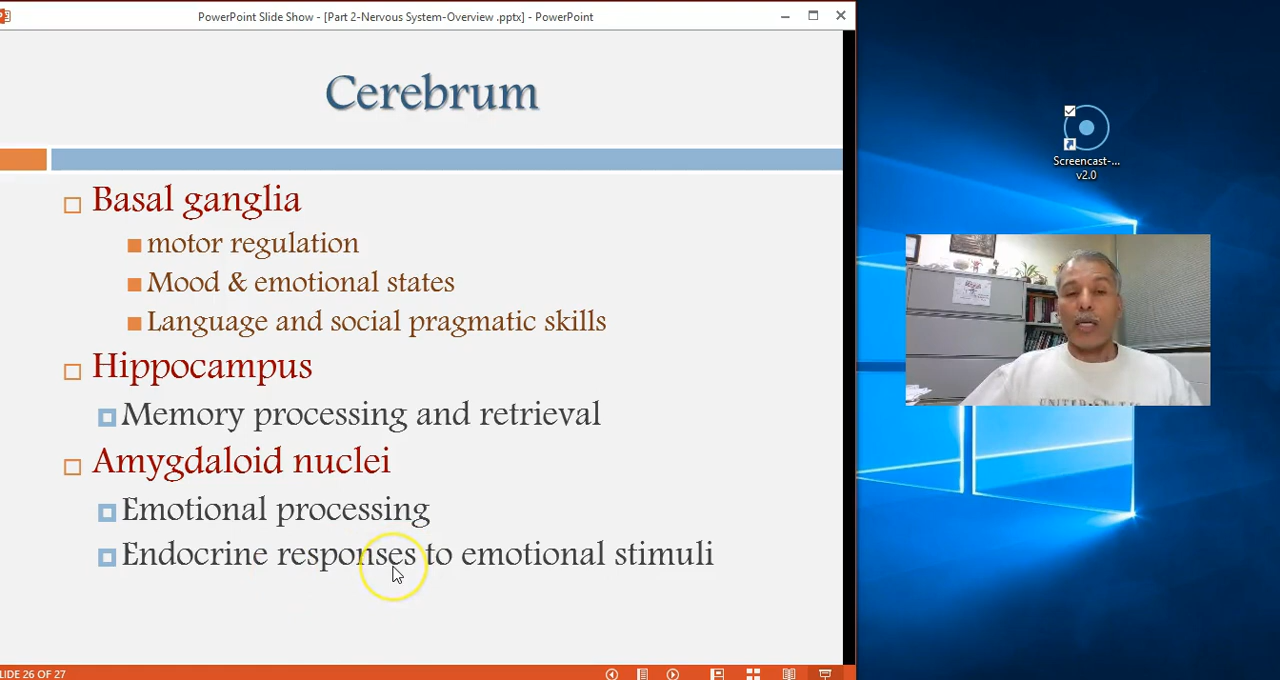 PowerPoint Slide Show - [Part 2-Nervous System-Overview .pptx] - PowerPoint
Cerebrum
Basal ganglia
motor regulation
Mood & emotional states
Language and social pragmatic skills
Hippocampus
Memory processing and retrieval
Amygdaloid nuclei
Emotional processing
Endocrine responses to emotional stimuli
LIDE 26 OF 27
Screencast-...
v2.0